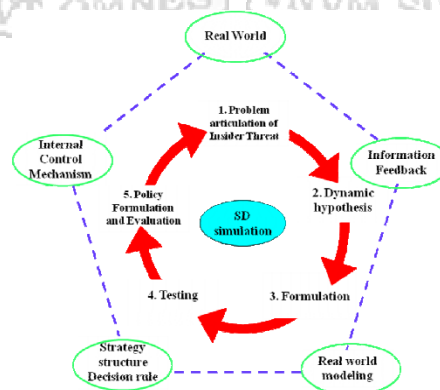 Real World
1. Problem
articulation of
Insider Threat
Internal
Control
Mechanism
Information
Feedback
5. Policy
Formulation
and Evaluation
2. Dynamic
hypothesis
SD
simulation
4. Testing
3. Formulation
Strategy
structure
Decision rule
Real world
modeling